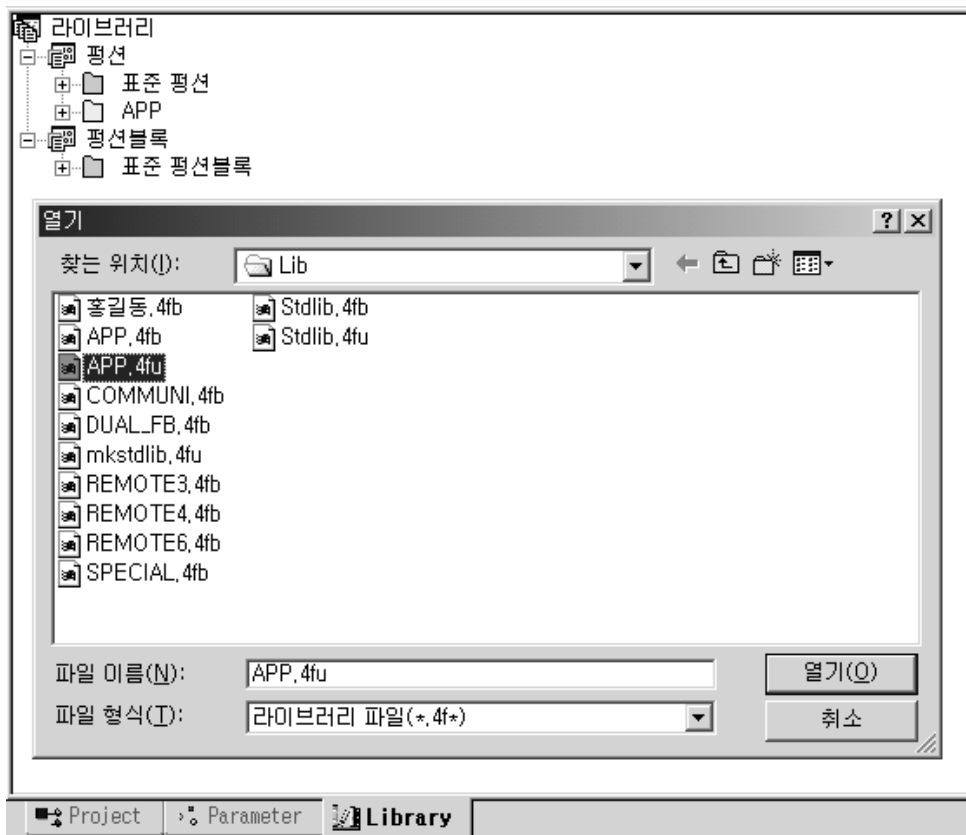 라이브러리
펑션
표준 펑션
APP
펑션블록
표준 펑션블록
열기
찾는 위치(I): Lib
홍길동.4fb Stdlib.4fb
APP.4fb Stdlib.4fu
APP.4fu
COMMUNI.4fb
DUAL_FB.4fb
mkstdlib.4fu
REMOTE3.4fb
REMOTE4.4fb
REMOTE6.4fb
SPECIAL.4fb
파일 이름(N): APP.4fu 열기(O)
파일 형식(T): 라이브러리 파일(*.4f*) 취소
Project Parameter Library